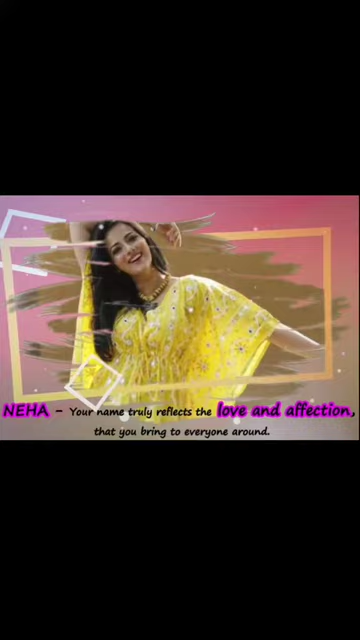 NEHA - Your name truly reflects the love and affection,
that you bring to everyone around.